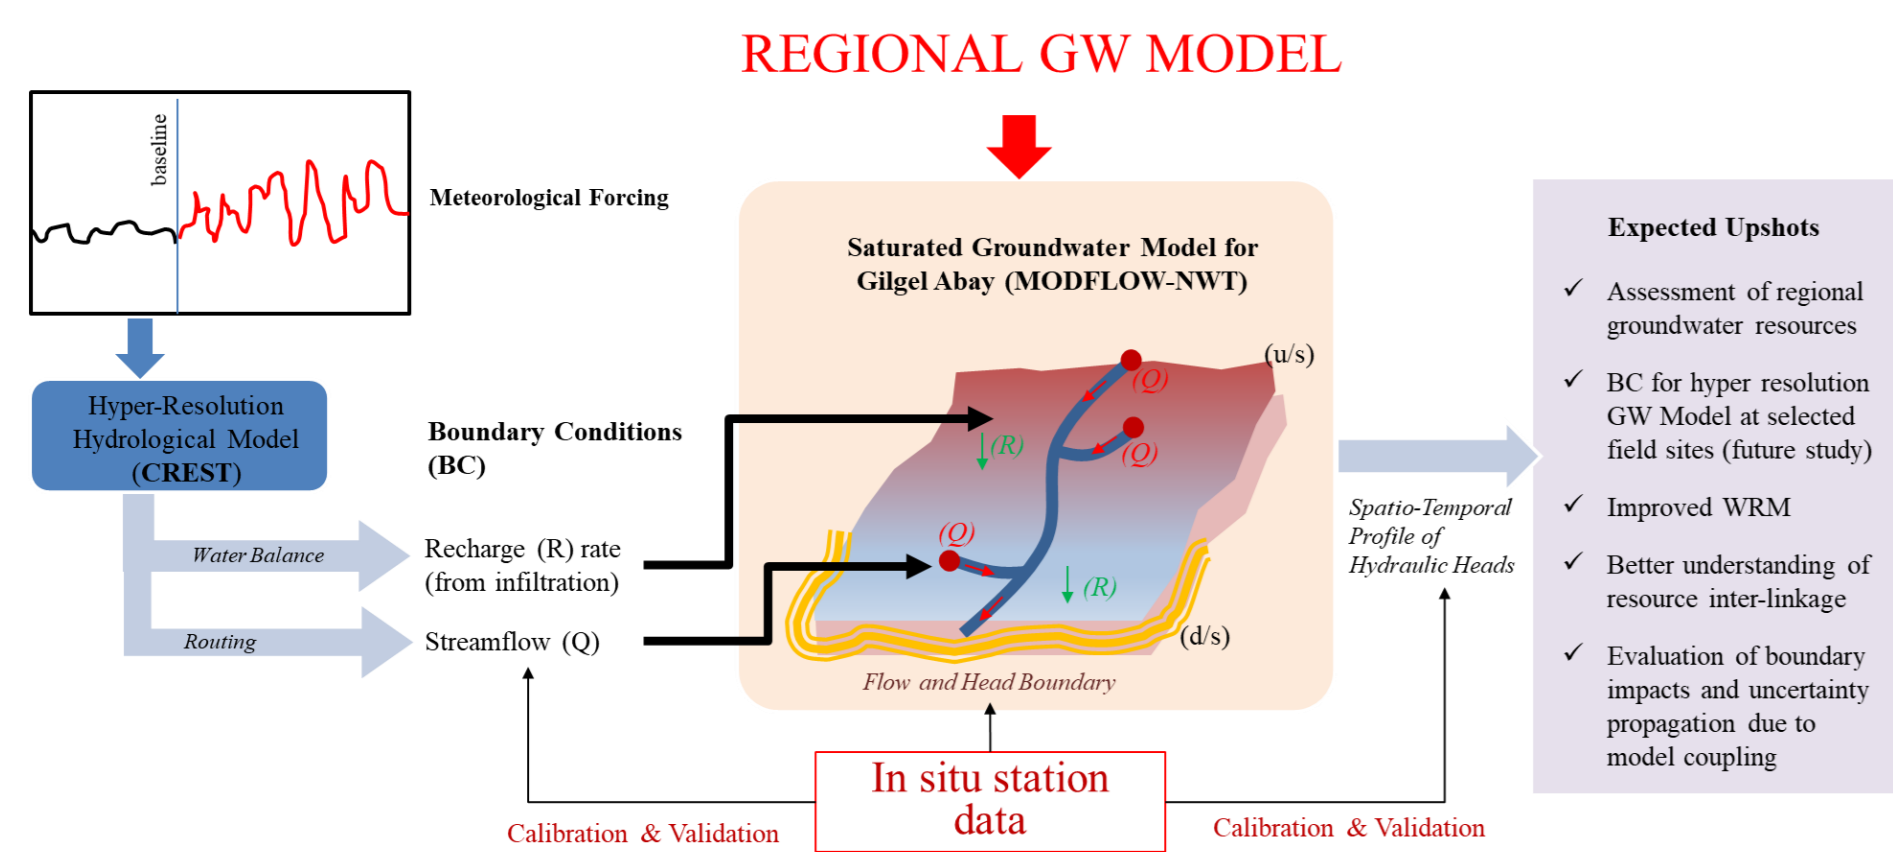 REGIONAL GW MODEL
baseline
Meteorological Forcing
Hyper-Resolution
Hydrological Model
(CREST)
Boundary Conditions
(BC)
Water Balance
Recharge (R) rate
(from infiltration)
Routing
Streamflow (Q)
Saturated Groundwater Model for
Gilgel Abay (MODFLOW-NWT)
(u/s)
(Q)
(Q)
(R)
(Q)
(R)
(d/s)
Flow and Head Boundary
In situ station
data
Calibration & Validation
Calibration & Validation
Spatio-Temporal
Profile of
Hydraulic Heads
Expected Upshots
✓ Assessment of regional
groundwater resources
✓ BC for hyper resolution
GW Model at selected
field sites (future study)
✓ Improved WRM
✓ Better understanding of
resource inter-linkage
✓ Evaluation of boundary
impacts and uncertainty
propagation due to
model coupling